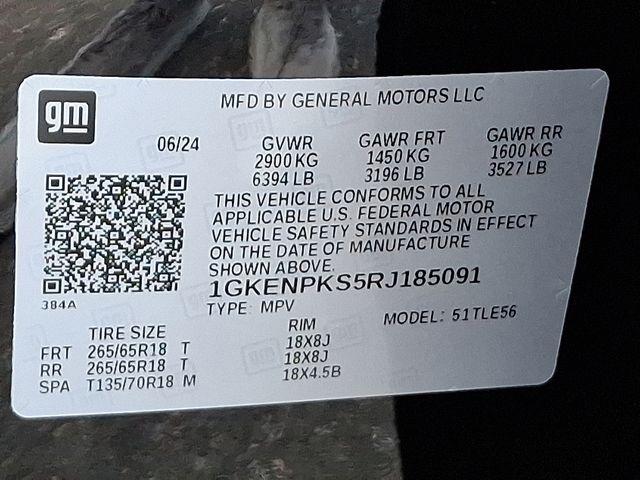 gm
MFD BY GENERAL MOTORS LLC
06/24 GVWR GAWR FRT GAWR RR
2900 KG 1450 KG 1600 KG
6394 LB 3196 LB 3527 LB
THIS VEHICLE CONFORMS TO ALL
APPLICABLE U.S. FEDERAL MOTOR
VEHICLE SAFETY STANDARDS IN EFFECT
ON THE DATE OF MANUFACTURE
SHOWN ABOVE.
384A
1GKENPKS5RJ185091
TYPE: MPV MODEL: 51TLE56
TIRE SIZE RIM
FRT 265/65R18 T 18X8J
RR 265/65R18 T 18X8J
SPA T135/70R18 M 18X4.5B